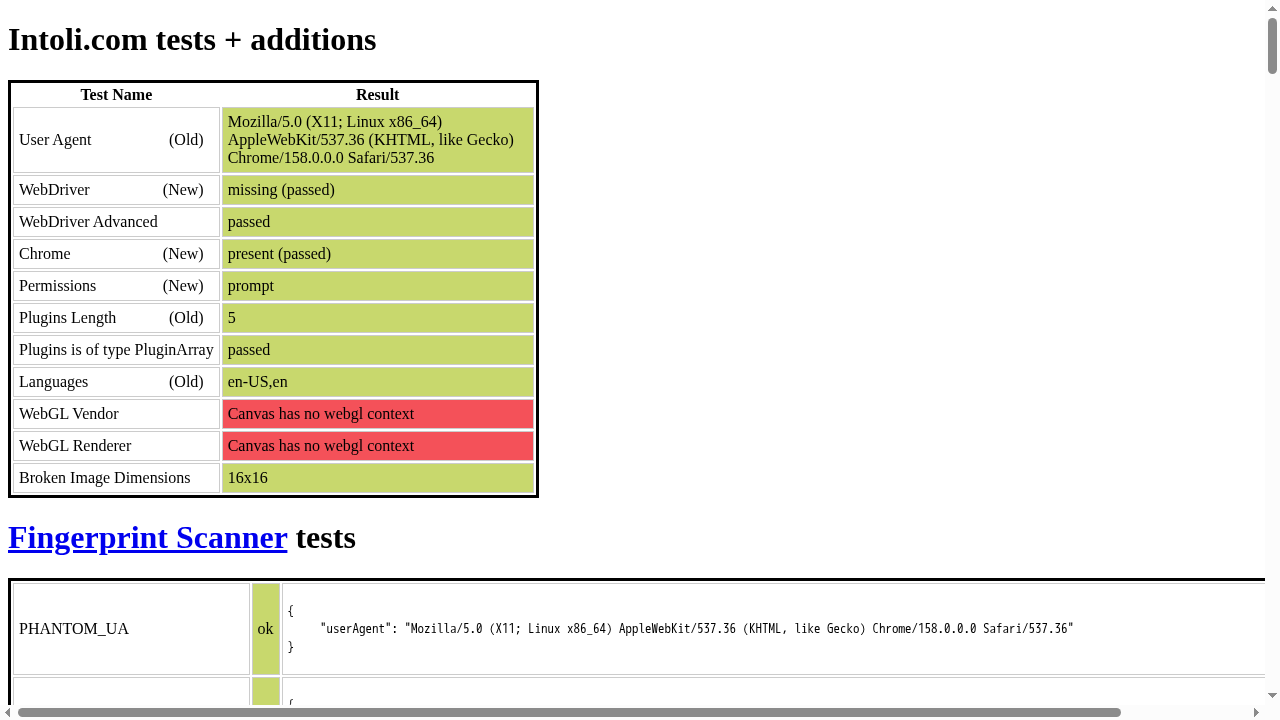 Intoli.com tests + additions
Test Name Result
User Agent (Old) Mozilla/5.0 (X11; Linux x86_64)
AppleWebKit/537.36 (KHTML, like Gecko)
Chrome/158.0.0.0 Safari/537.36
WebDriver (New) missing (passed)
WebDriver Advanced passed
Chrome (New) present (passed)
Permissions (New) prompt
Plugins Length (Old) 5
Plugins is of type PluginArray passed
Languages (Old) en-US,en
WebGL Vendor Canvas has no webgl context
WebGL Renderer Canvas has no webgl context
Broken Image Dimensions 16x16
Fingerprint Scanner tests
{
PHANTOM_UA ok "userAgent": "Mozilla/5.0 (X11; Linux x86_64) AppleWebKit/537.36 (KHTML, like Gecko) Chrome/158.0.0.0 Safari/537.36"
}
{